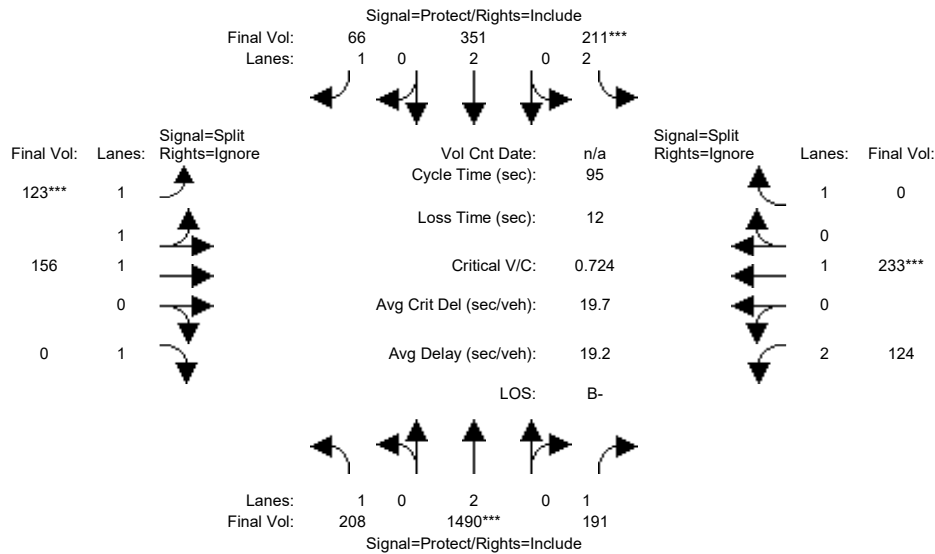 Signal=Protect/Rights=Include
Final Vol: 66 351 211***
Lanes: 1 0 2 0 2
Signal=Split Signal=Split
Final Vol: Lanes: Rights=Ignore Vol Cnt Date: n/a Rights=Ignore Lanes: Final Vol:
Cycle Time (sec): 95
123*** 1 1 0
Loss Time (sec): 12
1 0
156 1 Critical V/C: 0.724 1 233***
0 Avg Crit Del (sec/veh): 19.7 0
0 1 Avg Delay (sec/veh): 19.2 2 124
LOS: B-
Lanes: 1 0 2 0 1
Final Vol: 208 1490*** 191
Signal=Protect/Rights=Include